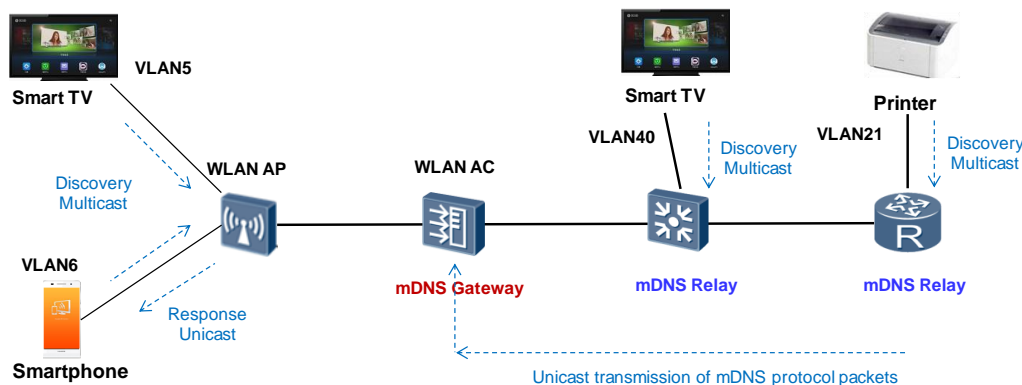 VLAN5
Smart TV
Smart TV
Printer
VLAN40
VLAN21
Discovery
Multicast
Discovery
Multicast
WLAN AP
WLAN AC
Discovery
Multicast
VLAN6
R
mDNS Gateway
mDNS Relay
mDNS Relay
Response
Unicast
Smartphone
Unicast transmission of mDNS protocol packets